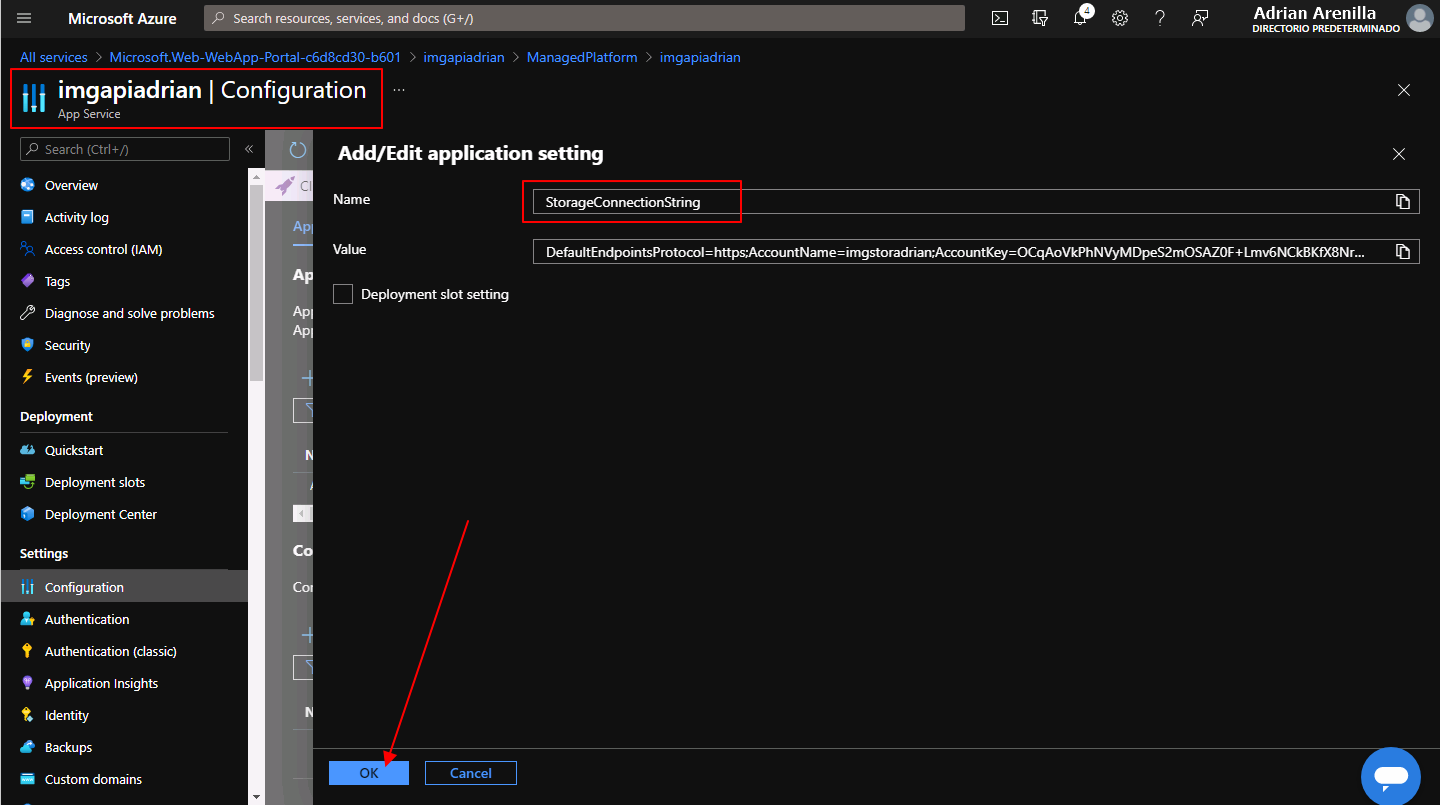 Microsoft Azure
Search resources, services, and docs (G+/)
4
Adrian Arenilla
DIRECTORIO PREDETERMINADO
All services > Microsoft.Web-WebApp-Portal-c6d8cd30-b601 > imgapiadrian > ManagedPlatform > imgapiadrian
imgapiadrian | Configuration
...
App Service
Search (Ctrl+/)
«
Overview
Activity log
Access control (IAM)
Tags
Diagnose and solve problems
Security
Events (preview)
Deployment
Quickstart
Deployment slots
Deployment Center
Settings
Configuration
Authentication
Authentication (classic)
Application Insights
Identity
Backups
Custom domains
Add/Edit application setting
Name
StorageConnectionString
Value
DefaultEndpointsProtocol=https;AccountName=imgstoradrian;AccountKey=OCqAoVkPhNVyMDpeS2mOSAZ0F+Lmv6NCkBKfX8Nr...
Deployment slot setting
OK
Cancel